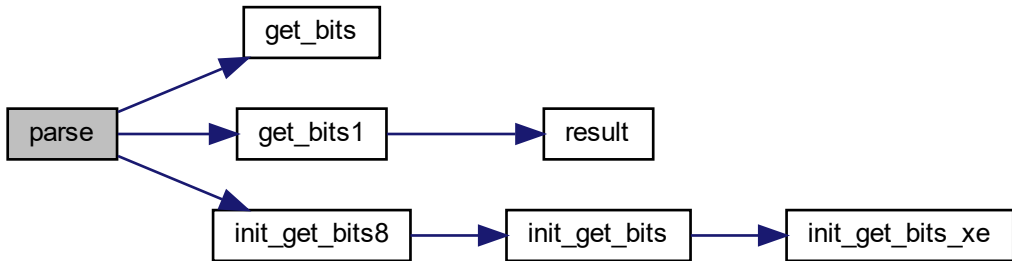 get_bits
parse
get_bits1
result
init_get_bits8
init_get_bits
init_get_bits_xe